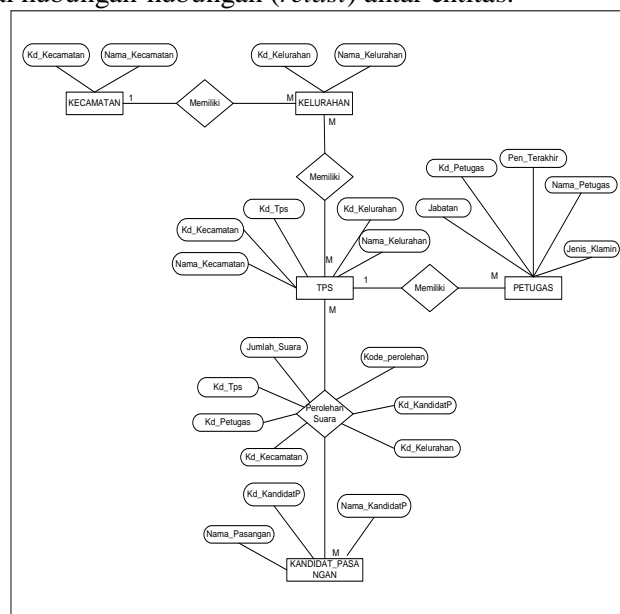 hubungan-hubungan (relasi) antar entitas.
Kd_Kecamatan
Nama_Kecamatan
Kd_Kelurahan
Nama_Kelurahan
KECAMATAN
1
Memiliki
M
KELURAHAN
M
Memiliki
Pen_Terakhir
Kd_Petugas
Nama_Petugas
Kd_Tps
Kd_Kelurahan
Jabatan
Kd_Kecamatan
Nama_Kelurahan
Jenis_Klamin
Nama_Kecamatan
M
TPS
1
Memiliki
M
PETUGAS
M
Jumlah_Suara
Kode_perolehan
Kd_Tps
Perolehan
Suara
Kd_KandidatP
Kd_Petugas
Kd_Kecamatan
Kd_Kelurahan
Kd_KandidatP
Nama_KandidatP
Nama_Pasangan
M
KANDIDAT_PASA
NGAN